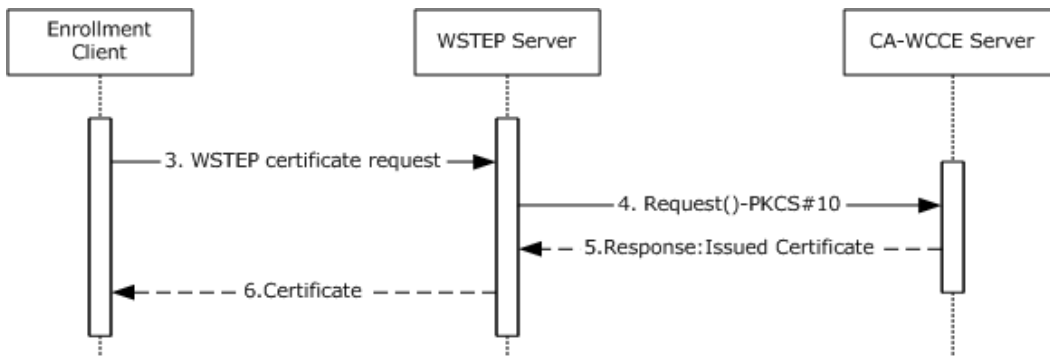 Enrollment
Client
WSTEP Server
CA-WCCE Server
3. WSTEP certificate request
4. Request()-PKCS#10
5.Response:Issued Certificate
6.Certificate